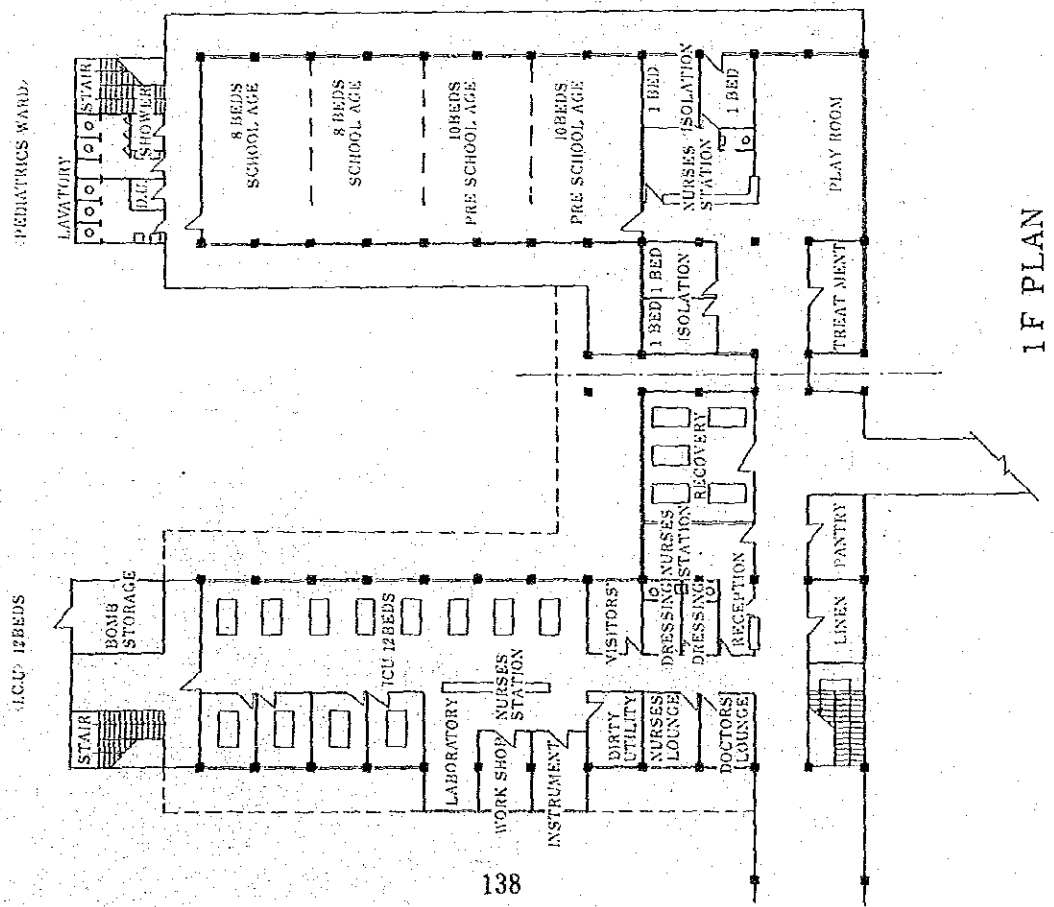 <PEDIATRICS WARD>
LAVATORY
STAIR
SHOWER
D.U.
8 BEDS
SCHOOL AGE
8 BEDS
SCHOOL AGE
10BEDS
PRE SCHOOL AGE
10BEDS
PRE SCHOOL AGE
1 BED
ISOLATION
1 BED
NURSES
STATION
PLAY ROOM
1 BED 1 BED
ISOLATION
TREATMENT
<I.C.U> 12BEDS
STAIR
BOMB
STORAGE
ICU 12BEDS
NURSES
STATION
LABORATORY
WORK SHOP
INSTRUMENT
VISITORS'
DIRTY
UTILITY
NURSES
LOUNGE
DOCTORS
LOUNGE
DRESSING
DRESSING
NURSES
STATION
RECOVERY
RECEPTION
LINEN
PANTRY
1F PLAN
138